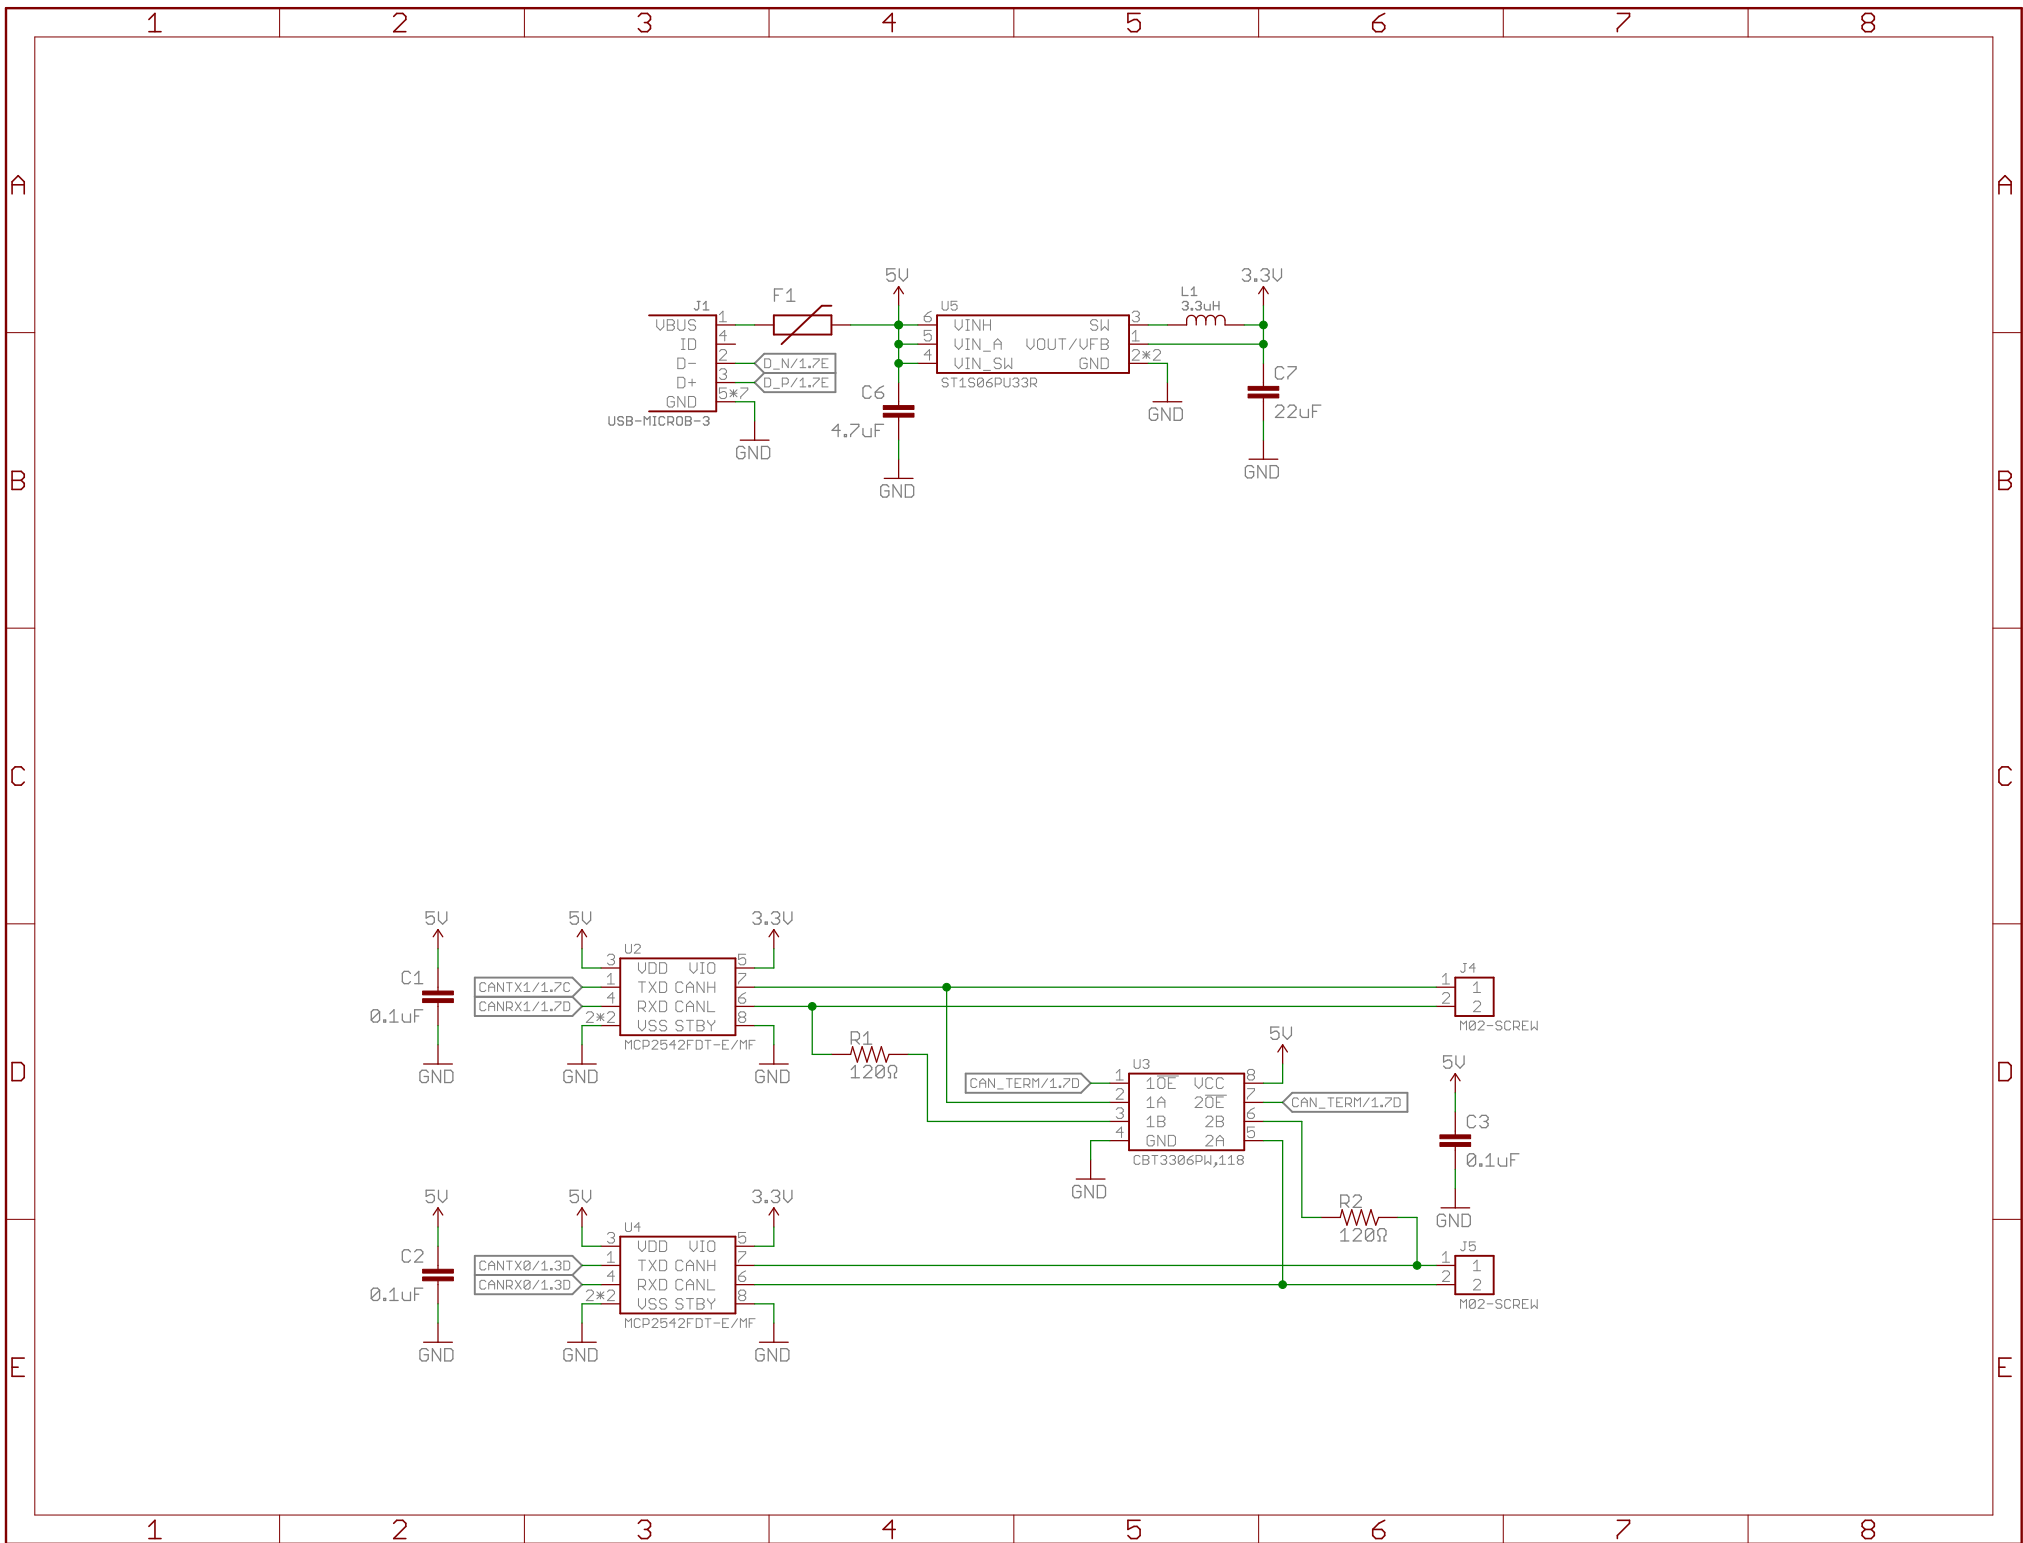 1 2 3 4 5 6 7 8
A A
5V 3.3V
F1 L1
J1 U5 3.3uH
VBUS 1 6 VINH SW 3
ID 4 5 VIN_A VOUT/VFB 1
D- 2 D_N/1.7E 4 VIN_SW GND 2*2
D+ 3 D_P/1.7E ST1S06PU33R C7
GND 5*7 C6
USB-MICROB-3 4.7uF GND 22uF
GND GND
B B
GND
C C
5V 5V 3.3V
U2
3 VDD VIO 5 J4
C1 CANTX1/1.7C 1 TXD CANH 7 1 1
CANRX1/1.7D 4 RXD CANL 6 2 2
0.1uF 2*2 VSS STBY 8 M02-SCREW
MCP2542FDT-E/MF R1 5V
GND GND GND 120Ω U3 5V
D D
CAN_TERM/1.7D 1 1OE VCC 8
2 1A 2OE 7 CAN_TERM/1.7D
3 1B 2B 6 C3
4 GND 2A 5
CBT3306PW,118 0.1uF
GND
5V 5V 3.3V R2
U4 120Ω GND
3 VDD VIO 5 J5
C2 CANTX0/1.3D 1 TXD CANH 7 1 1
CANRX0/1.3D 4 RXD CANL 6 2 2
0.1uF 2*2 VSS STBY 8 M02-SCREW
MCP2542FDT-E/MF
GND GND GND
E E
1 2 3 4 5 6 7 8